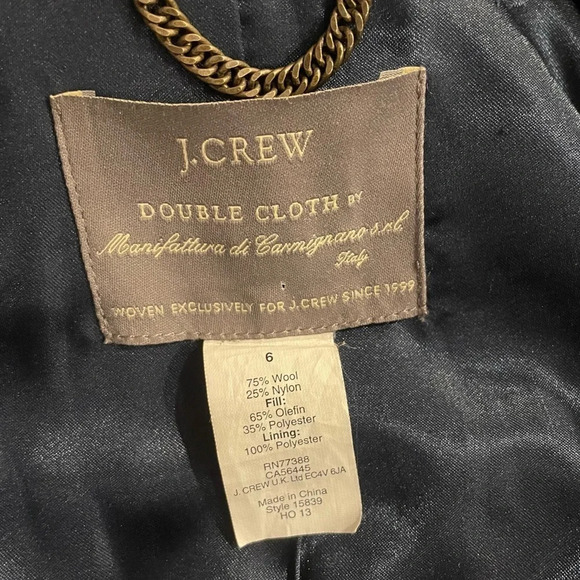 J.CREW
DOUBLE CLOTH BY
Manifattura di Carmignano s.r.l.
Italy
WOVEN EXCLUSIVELY FOR J.CREW SINCE 1999
6
75% Wool
25% Nylon
Fill:
65% Olefin
35% Polyester
Lining:
100% Polyester
RN77388
CA56445
J. CREW U.K. Ltd EC4V 6JA
Made in China
Style 15839
HO 13